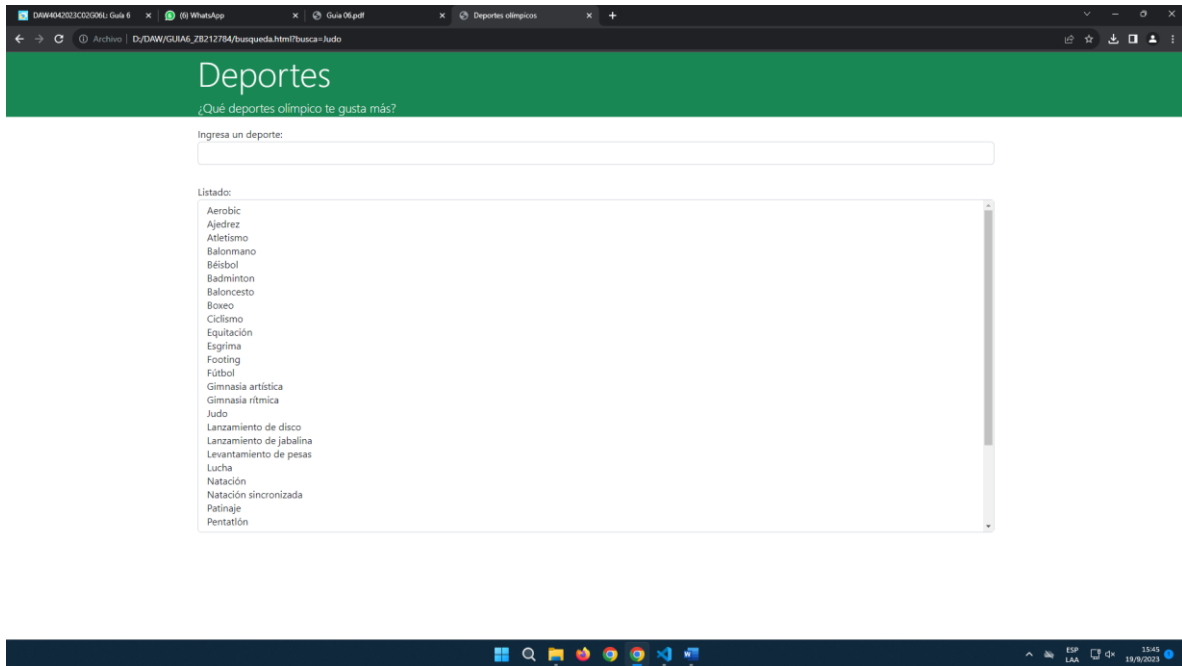 DAW4042023C02G06L: Guía 6
(6) WhatsApp
Guia 06.pdf
Deportes olímpicos
Archivo | D:/DAW/GUIA6_ZB212784/busqueda.html?busca=Judo
Deportes
¿Qué deportes olímpico te gusta más?
Ingresa un deporte:
Listado:
Aerobic
Ajedrez
Atletismo
Balonmano
Béisbol
Badminton
Baloncesto
Boxeo
Ciclismo
Equitación
Esgrima
Footing
Fútbol
Gimnasia artística
Gimnasia rítmica
Judo
Lanzamiento de disco
Lanzamiento de jabalina
Levantamiento de pesas
Lucha
Natación
Natación sincronizada
Patinaje
Pentatlón
ESP
LAA
15:45
19/9/2023